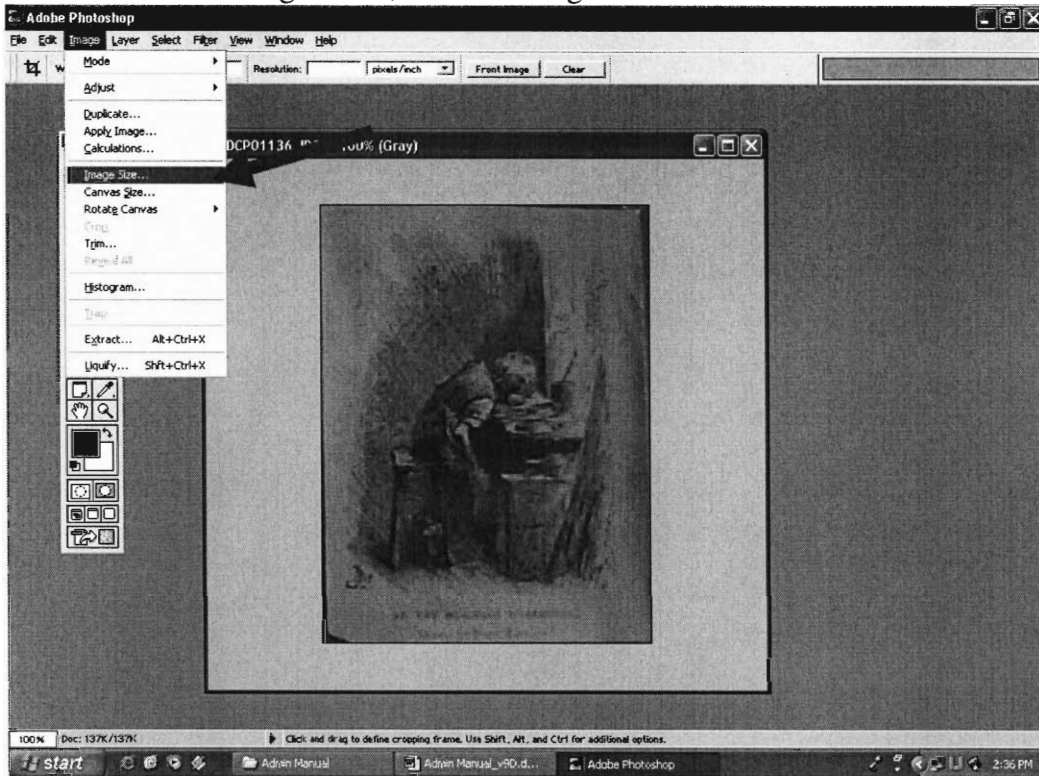 Adobe Photoshop
File Edit Image Layer Select Filter View Window Help
Resolution: pixels/inch Front Image Clear
Mode
Adjust
Duplicate...
Apply Image...
Calculations...
Image Size...
Canvas Size...
Rotate Canvas
Crop
Trim...
Reveal All
Histogram...
Trap
Extract... Alt+Ctrl+X
Liquify... Shft+Ctrl+X
DCP01136 100% (Gray)
100% Doc: 137K/137K Click and drag to define cropping frame. Use Shift, Alt, and Ctrl for additional options.
start Admin Manual Admin Manual_v9D.d... Adobe Photoshop 2:36 PM